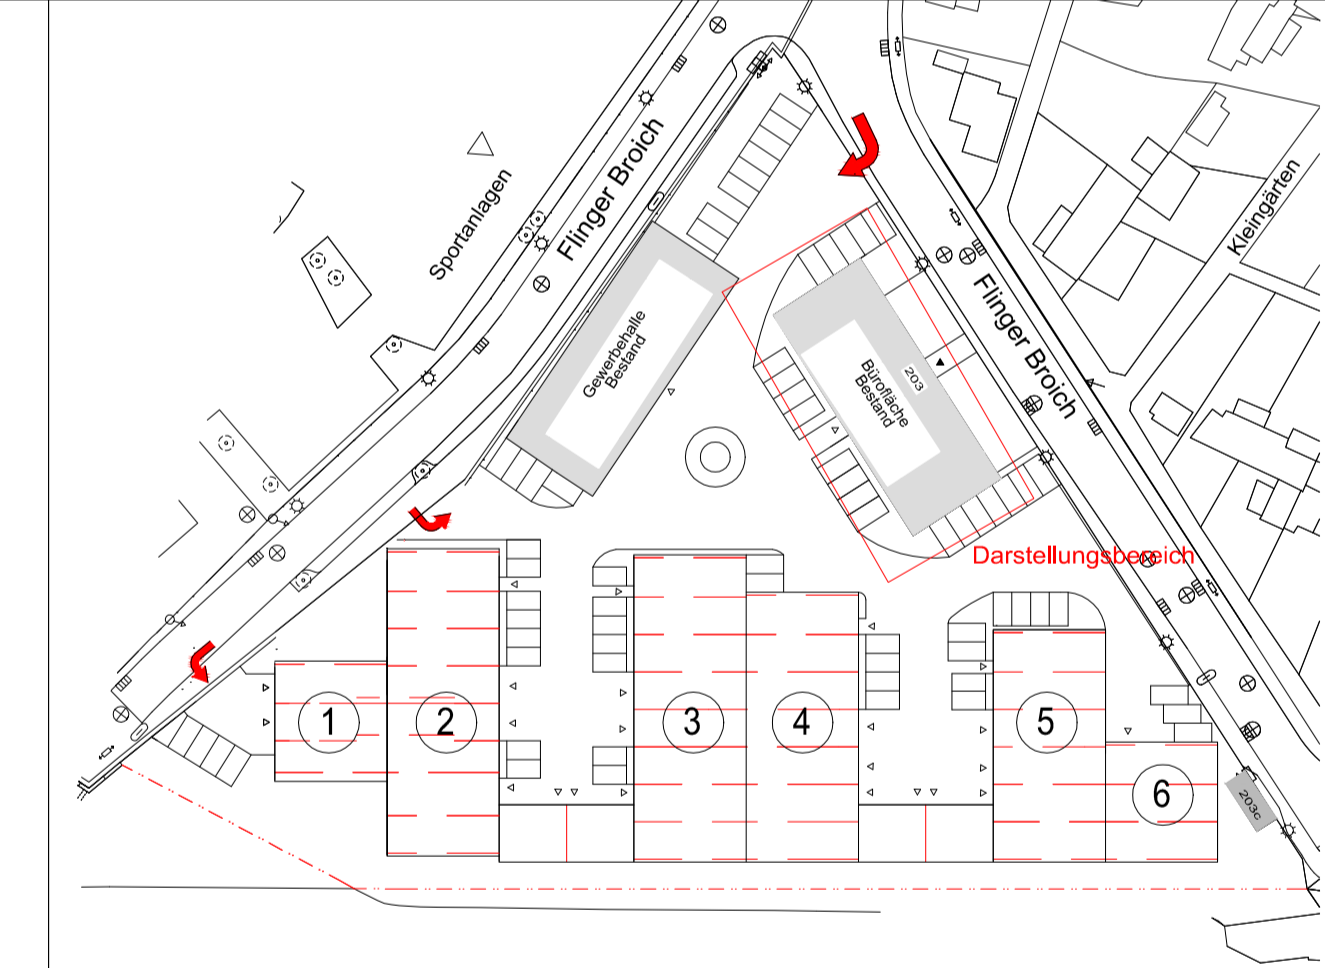 Flinger Broich
Sportanlagen
Kleingärten
Flinger Broich
Gewerbehalle
Bestand
203
Bürofläche
Bestand
Darstellungsbereich
1
2
3
4
5
6
203c